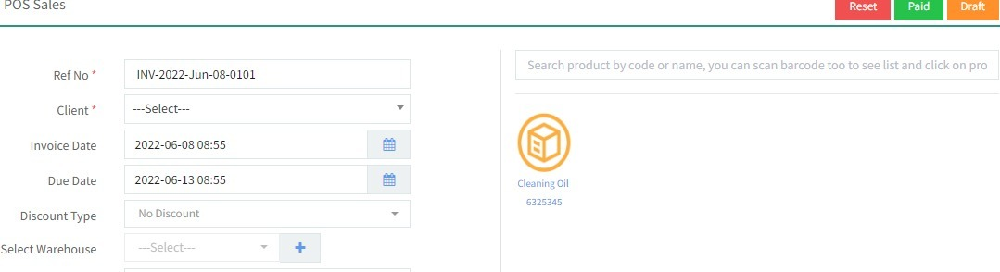 POS Sales
Reset
Paid
Draft
Ref No *
INV-2022-Jun-08-0101
Client *
---Select---
Invoice Date
2022-06-08 08:55
Due Date
2022-06-13 08:55
Discount Type
No Discount
Select Warehouse
---Select---
Search product by code or name, you can scan barcode too to see list and click on pro
Cleaning Oil
6325345